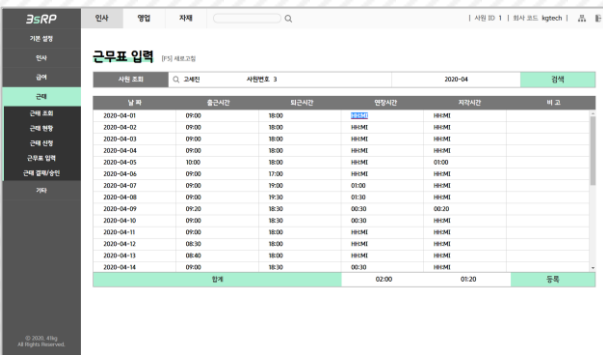 3sRP 인사 영업 자재 | 사원 ID 1 | 회사 코드 kgtech |
기본 설정
인사
급여
근태
근태 조회
근태 현황
근태 신청
근무표 입력
근태 결재/승인
기타
근무표 입력 [F5] 새로고침
사원 조회 고세진 사원번호 3 2020-04 검색
날 짜 출근시간 퇴근시간 연장시간 지각시간 비 고
2020-04-01 09:00 18:00 HH:MI HH:MI
2020-04-02 09:00 18:00 HH:MI HH:MI
2020-04-03 09:00 18:00 HH:MI HH:MI
2020-04-04 09:00 18:00 HH:MI HH:MI
2020-04-05 10:00 18:00 HH:MI 01:00
2020-04-06 09:00 17:00 HH:MI HH:MI
2020-04-07 09:00 19:00 01:00 HH:MI
2020-04-08 09:00 19:30 01:30 HH:MI
2020-04-09 09:20 18:30 00:30 00:20
2020-04-10 09:00 18:30 00:30 HH:MI
2020-04-11 09:00 18:00 HH:MI HH:MI
2020-04-12 08:30 18:00 HH:MI HH:MI
2020-04-13 08:40 18:00 HH:MI HH:MI
2020-04-14 09:00 18:30 00:30 HH:MI
합계 02:00 01:20 등록
All Rights Reserved.